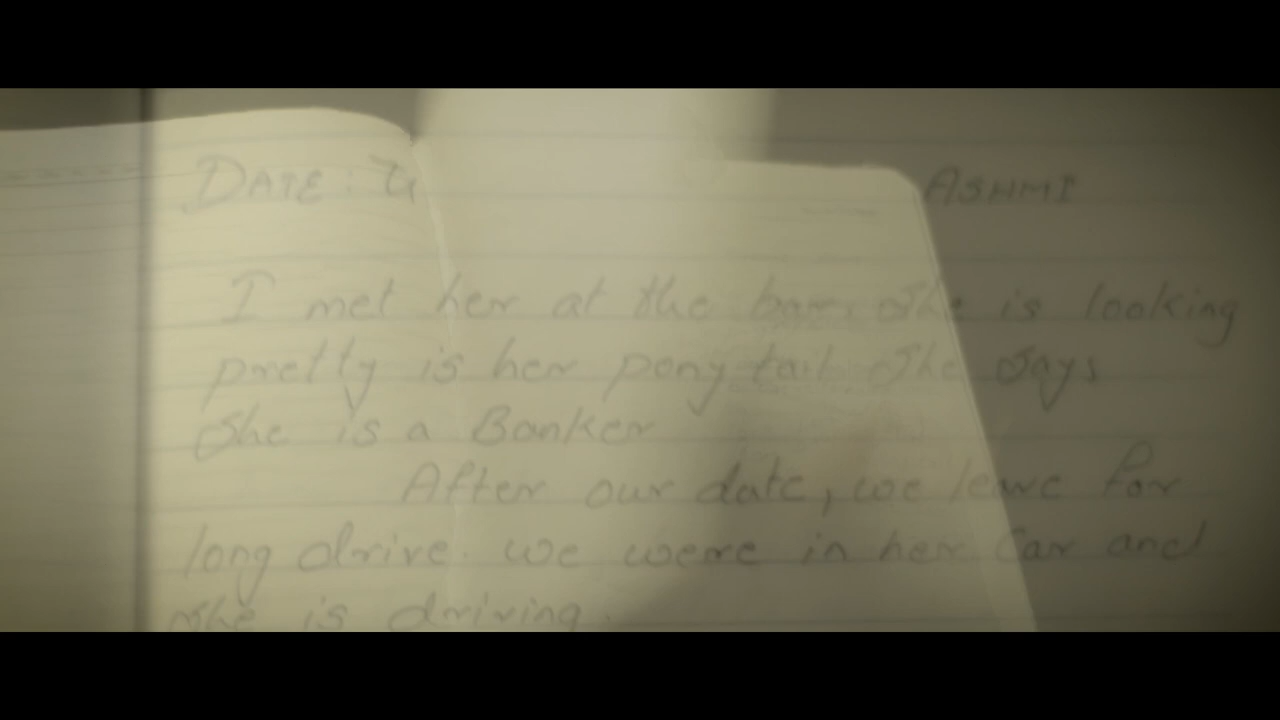 DATE: ASHMI
I met her at the bar. She is looking
pretty is her pony tail. She says
She is a Banker
After our date, we leave for
long drive. we were in her Car and
She is driving.